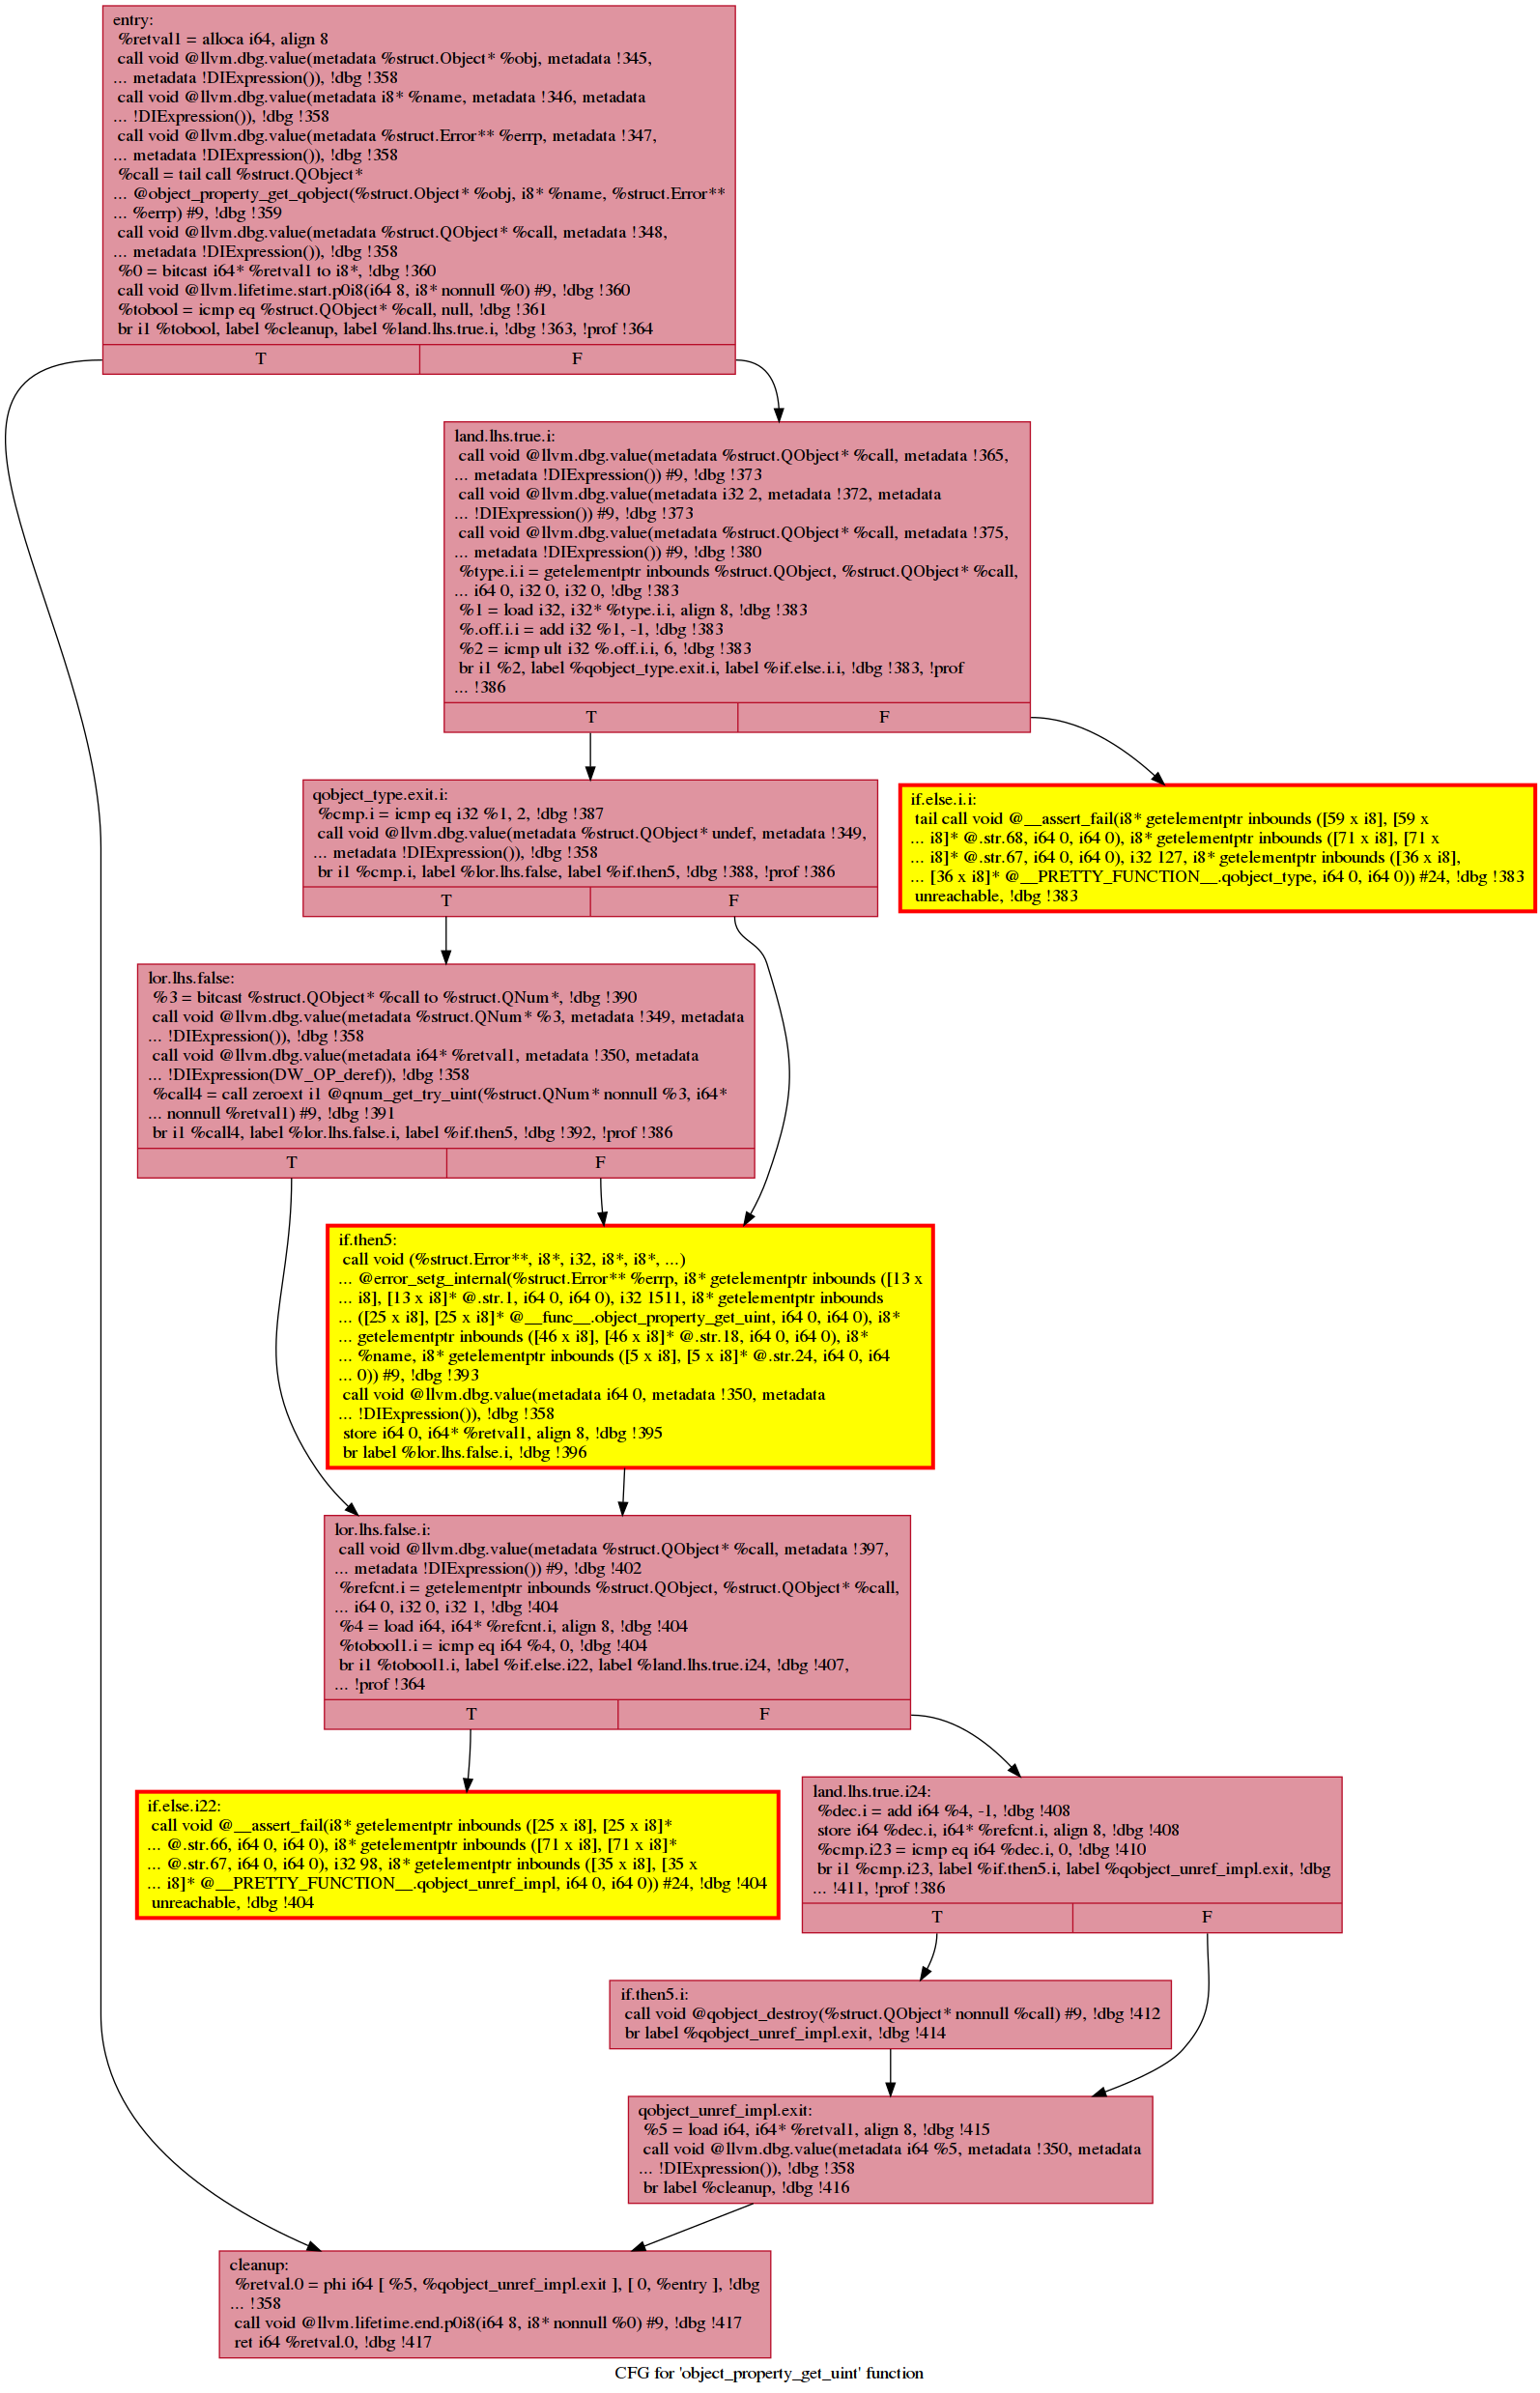 entry:
%retval1 = alloca i64, align 8
call void @llvm.dbg.value(metadata %struct.Object* %obj, metadata !345,
... metadata !DIExpression()), !dbg !358
call void @llvm.dbg.value(metadata i8* %name, metadata !346, metadata
... !DIExpression()), !dbg !358
call void @llvm.dbg.value(metadata %struct.Error** %errp, metadata !347,
... metadata !DIExpression()), !dbg !358
%call = tail call %struct.QObject*
... @object_property_get_qobject(%struct.Object* %obj, i8* %name, %struct.Error**
... %errp) #9, !dbg !359
call void @llvm.dbg.value(metadata %struct.QObject* %call, metadata !348,
... metadata !DIExpression()), !dbg !358
%0 = bitcast i64* %retval1 to i8*, !dbg !360
call void @llvm.lifetime.start.p0i8(i64 8, i8* nonnull %0) #9, !dbg !360
%tobool = icmp eq %struct.QObject* %call, null, !dbg !361
br i1 %tobool, label %cleanup, label %land.lhs.true.i, !dbg !363, !prof !364
T F
land.lhs.true.i:
call void @llvm.dbg.value(metadata %struct.QObject* %call, metadata !365,
... metadata !DIExpression()) #9, !dbg !373
call void @llvm.dbg.value(metadata i32 2, metadata !372, metadata
... !DIExpression()) #9, !dbg !373
call void @llvm.dbg.value(metadata %struct.QObject* %call, metadata !375,
... metadata !DIExpression()) #9, !dbg !380
%type.i.i = getelementptr inbounds %struct.QObject, %struct.QObject* %call,
... i64 0, i32 0, i32 0, !dbg !383
%1 = load i32, i32* %type.i.i, align 8, !dbg !383
%.off.i.i = add i32 %1, -1, !dbg !383
%2 = icmp ult i32 %.off.i.i, 6, !dbg !383
br i1 %2, label %qobject_type.exit.i, label %if.else.i.i, !dbg !383, !prof
... !386
T F
qobject_type.exit.i:
%cmp.i = icmp eq i32 %1, 2, !dbg !387
call void @llvm.dbg.value(metadata %struct.QObject* undef, metadata !349,
... metadata !DIExpression()), !dbg !358
br i1 %cmp.i, label %lor.lhs.false, label %if.then5, !dbg !388, !prof !386
T F
if.else.i.i:
tail call void @__assert_fail(i8* getelementptr inbounds ([59 x i8], [59 x
... i8]* @.str.68, i64 0, i64 0), i8* getelementptr inbounds ([71 x i8], [71 x
... i8]* @.str.67, i64 0, i64 0), i32 127, i8* getelementptr inbounds ([36 x i8],
... [36 x i8]* @__PRETTY_FUNCTION__.qobject_type, i64 0, i64 0)) #24, !dbg !383
unreachable, !dbg !383
lor.lhs.false:
%3 = bitcast %struct.QObject* %call to %struct.QNum*, !dbg !390
call void @llvm.dbg.value(metadata %struct.QNum* %3, metadata !349, metadata
... !DIExpression()), !dbg !358
call void @llvm.dbg.value(metadata i64* %retval1, metadata !350, metadata
... !DIExpression(DW_OP_deref)), !dbg !358
%call4 = call zeroext i1 @qnum_get_try_uint(%struct.QNum* nonnull %3, i64*
... nonnull %retval1) #9, !dbg !391
br i1 %call4, label %lor.lhs.false.i, label %if.then5, !dbg !392, !prof !386
T F
if.then5:
call void (%struct.Error**, i8*, i32, i8*, i8*, ...)
... @error_setg_internal(%struct.Error** %errp, i8* getelementptr inbounds ([13 x
... i8], [13 x i8]* @.str.1, i64 0, i64 0), i32 1511, i8* getelementptr inbounds
... ([25 x i8], [25 x i8]* @__func__.object_property_get_uint, i64 0, i64 0), i8*
... getelementptr inbounds ([46 x i8], [46 x i8]* @.str.18, i64 0, i64 0), i8*
... %name, i8* getelementptr inbounds ([5 x i8], [5 x i8]* @.str.24, i64 0, i64
... 0)) #9, !dbg !393
call void @llvm.dbg.value(metadata i64 0, metadata !350, metadata
... !DIExpression()), !dbg !358
store i64 0, i64* %retval1, align 8, !dbg !395
br label %lor.lhs.false.i, !dbg !396
lor.lhs.false.i:
call void @llvm.dbg.value(metadata %struct.QObject* %call, metadata !397,
... metadata !DIExpression()) #9, !dbg !402
%refcnt.i = getelementptr inbounds %struct.QObject, %struct.QObject* %call,
... i64 0, i32 0, i32 1, !dbg !404
%4 = load i64, i64* %refcnt.i, align 8, !dbg !404
%tobool1.i = icmp eq i64 %4, 0, !dbg !404
br i1 %tobool1.i, label %if.else.i22, label %land.lhs.true.i24, !dbg !407,
... !prof !364
T F
if.else.i22:
call void @__assert_fail(i8* getelementptr inbounds ([25 x i8], [25 x i8]*
... @.str.66, i64 0, i64 0), i8* getelementptr inbounds ([71 x i8], [71 x i8]*
... @.str.67, i64 0, i64 0), i32 98, i8* getelementptr inbounds ([35 x i8], [35 x
... i8]* @__PRETTY_FUNCTION__.qobject_unref_impl, i64 0, i64 0)) #24, !dbg !404
unreachable, !dbg !404
land.lhs.true.i24:
%dec.i = add i64 %4, -1, !dbg !408
store i64 %dec.i, i64* %refcnt.i, align 8, !dbg !408
%cmp.i23 = icmp eq i64 %dec.i, 0, !dbg !410
br i1 %cmp.i23, label %if.then5.i, label %qobject_unref_impl.exit, !dbg
... !411, !prof !386
T F
if.then5.i:
call void @qobject_destroy(%struct.QObject* nonnull %call) #9, !dbg !412
br label %qobject_unref_impl.exit, !dbg !414
qobject_unref_impl.exit:
%5 = load i64, i64* %retval1, align 8, !dbg !415
call void @llvm.dbg.value(metadata i64 %5, metadata !350, metadata
... !DIExpression()), !dbg !358
br label %cleanup, !dbg !416
cleanup:
%retval.0 = phi i64 [ %5, %qobject_unref_impl.exit ], [ 0, %entry ], !dbg
... !358
call void @llvm.lifetime.end.p0i8(i64 8, i8* nonnull %0) #9, !dbg !417
ret i64 %retval.0, !dbg !417
CFG for 'object_property_get_uint' function